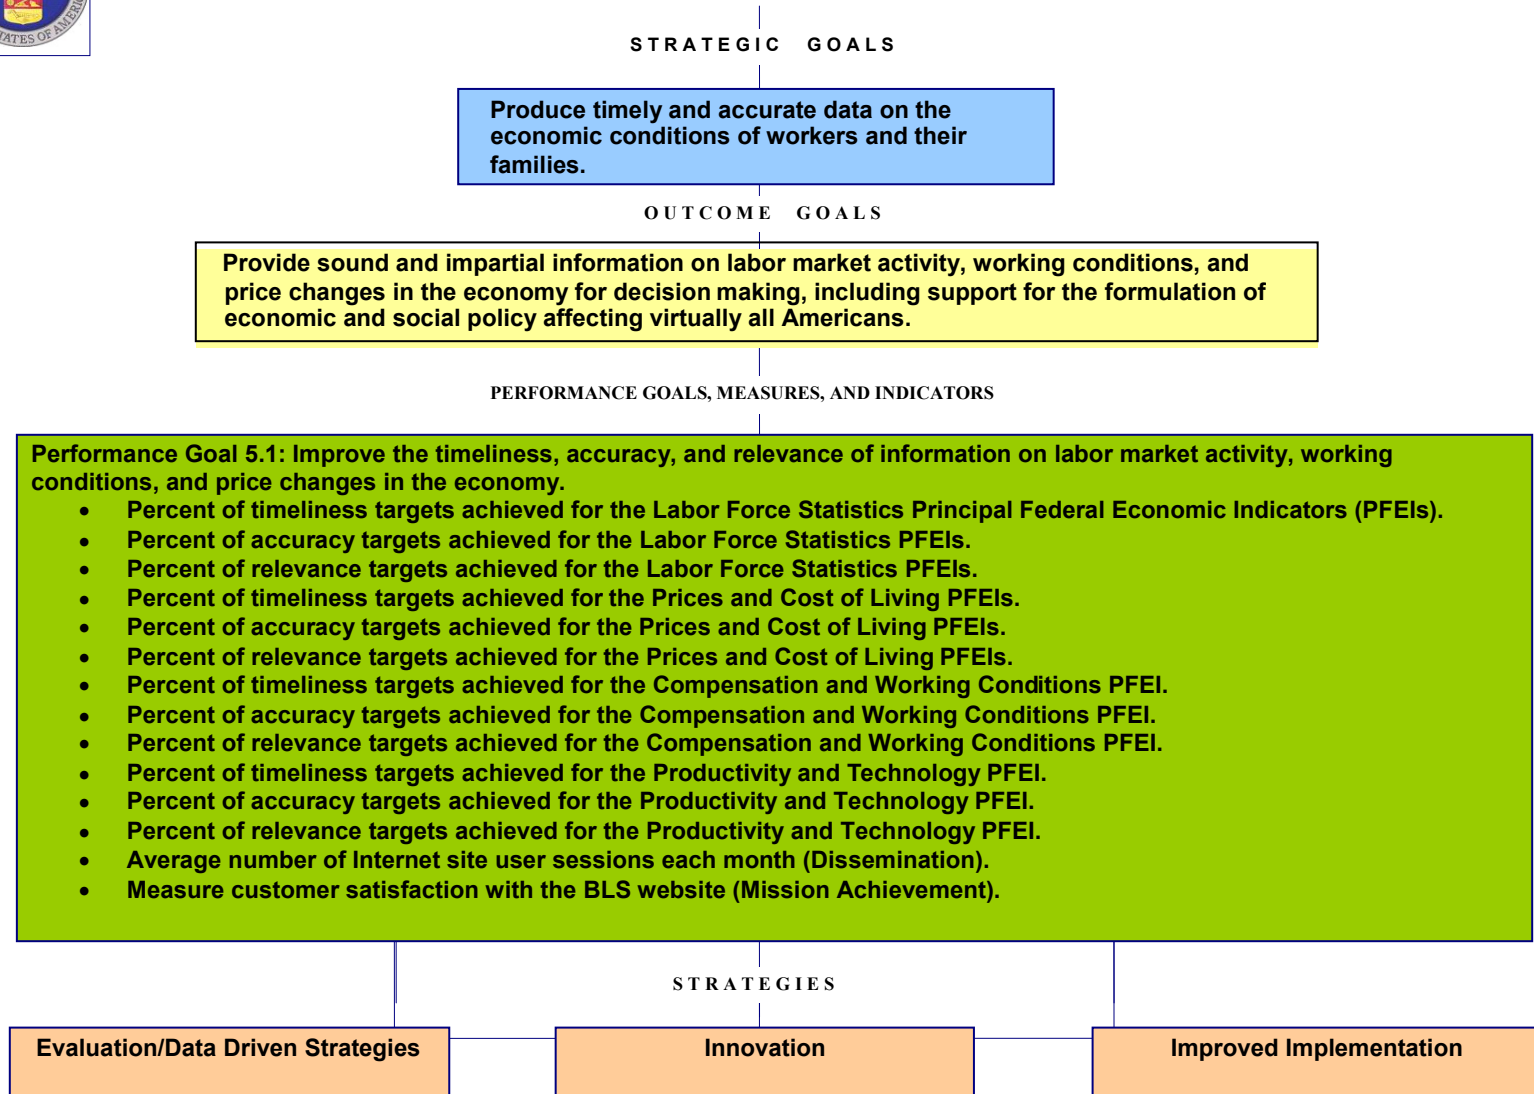 TATES OF AMER
STRATEGIC GOALS
Produce timely and accurate data on the
economic conditions of workers and their
families.
OUTCOME GOALS
Provide sound and impartial information on labor market activity, working conditions, and
price changes in the economy for decision making, including support for the formulation of
economic and social policy affecting virtually all Americans.
PERFORMANCE GOALS, MEASURES, AND INDICATORS
Performance Goal 5.1: Improve the timeliness, accuracy, and relevance of information on labor market activity, working
conditions, and price changes in the economy.
• Percent of timeliness targets achieved for the Labor Force Statistics Principal Federal Economic Indicators (PFEIs).
• Percent of accuracy targets achieved for the Labor Force Statistics PFEIs.
• Percent of relevance targets achieved for the Labor Force Statistics PFEIs.
• Percent of timeliness targets achieved for the Prices and Cost of Living PFEIs.
• Percent of accuracy targets achieved for the Prices and Cost of Living PFEIs.
• Percent of relevance targets achieved for the Prices and Cost of Living PFEIs.
• Percent of timeliness targets achieved for the Compensation and Working Conditions PFEI.
• Percent of accuracy targets achieved for the Compensation and Working Conditions PFEI.
• Percent of relevance targets achieved for the Compensation and Working Conditions PFEI.
• Percent of timeliness targets achieved for the Productivity and Technology PFEI.
• Percent of accuracy targets achieved for the Productivity and Technology PFEI.
• Percent of relevance targets achieved for the Productivity and Technology PFEI.
• Average number of Internet site user sessions each month (Dissemination).
• Measure customer satisfaction with the BLS website (Mission Achievement).
STRATEGIES
Evaluation/Data Driven Strategies
Innovation
Improved Implementation